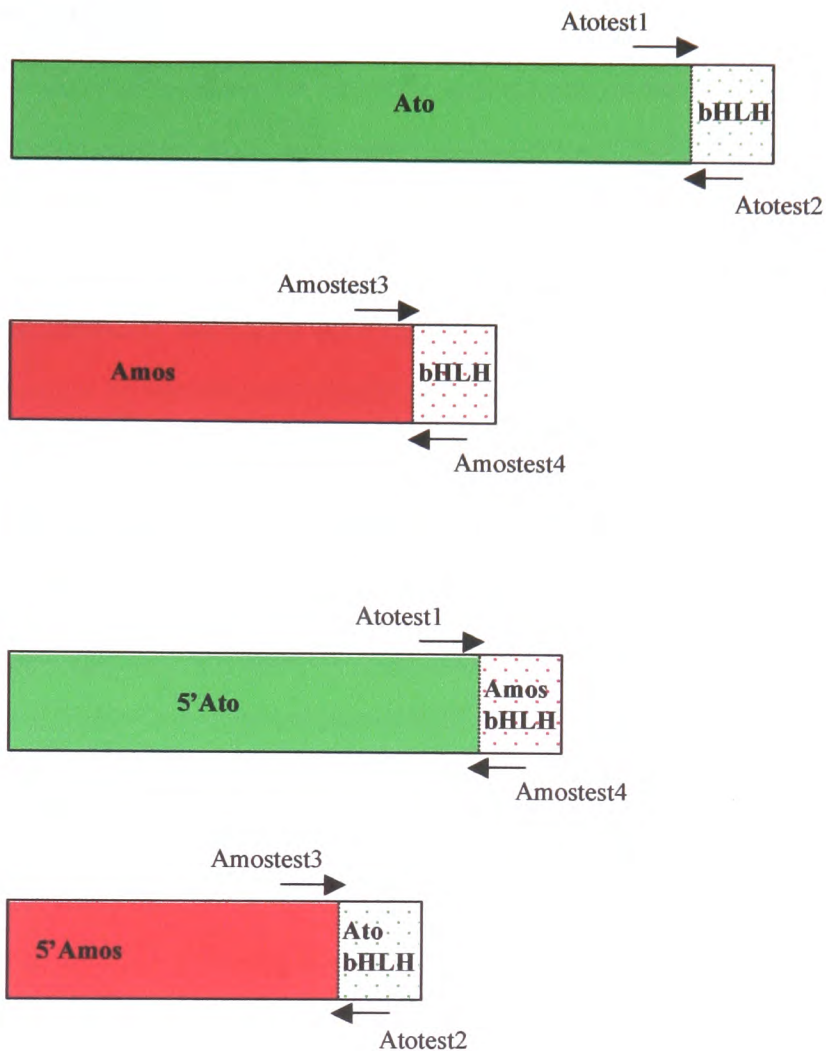 Atotest1
Ato
bHLH
Atotest2
Amostest3
Amos
bHLH
Amostest4
Atotest1
5'Ato
Amos
bHLH
Amostest4
Amostest3
5'Amos
Ato
bHLH
Atotest2